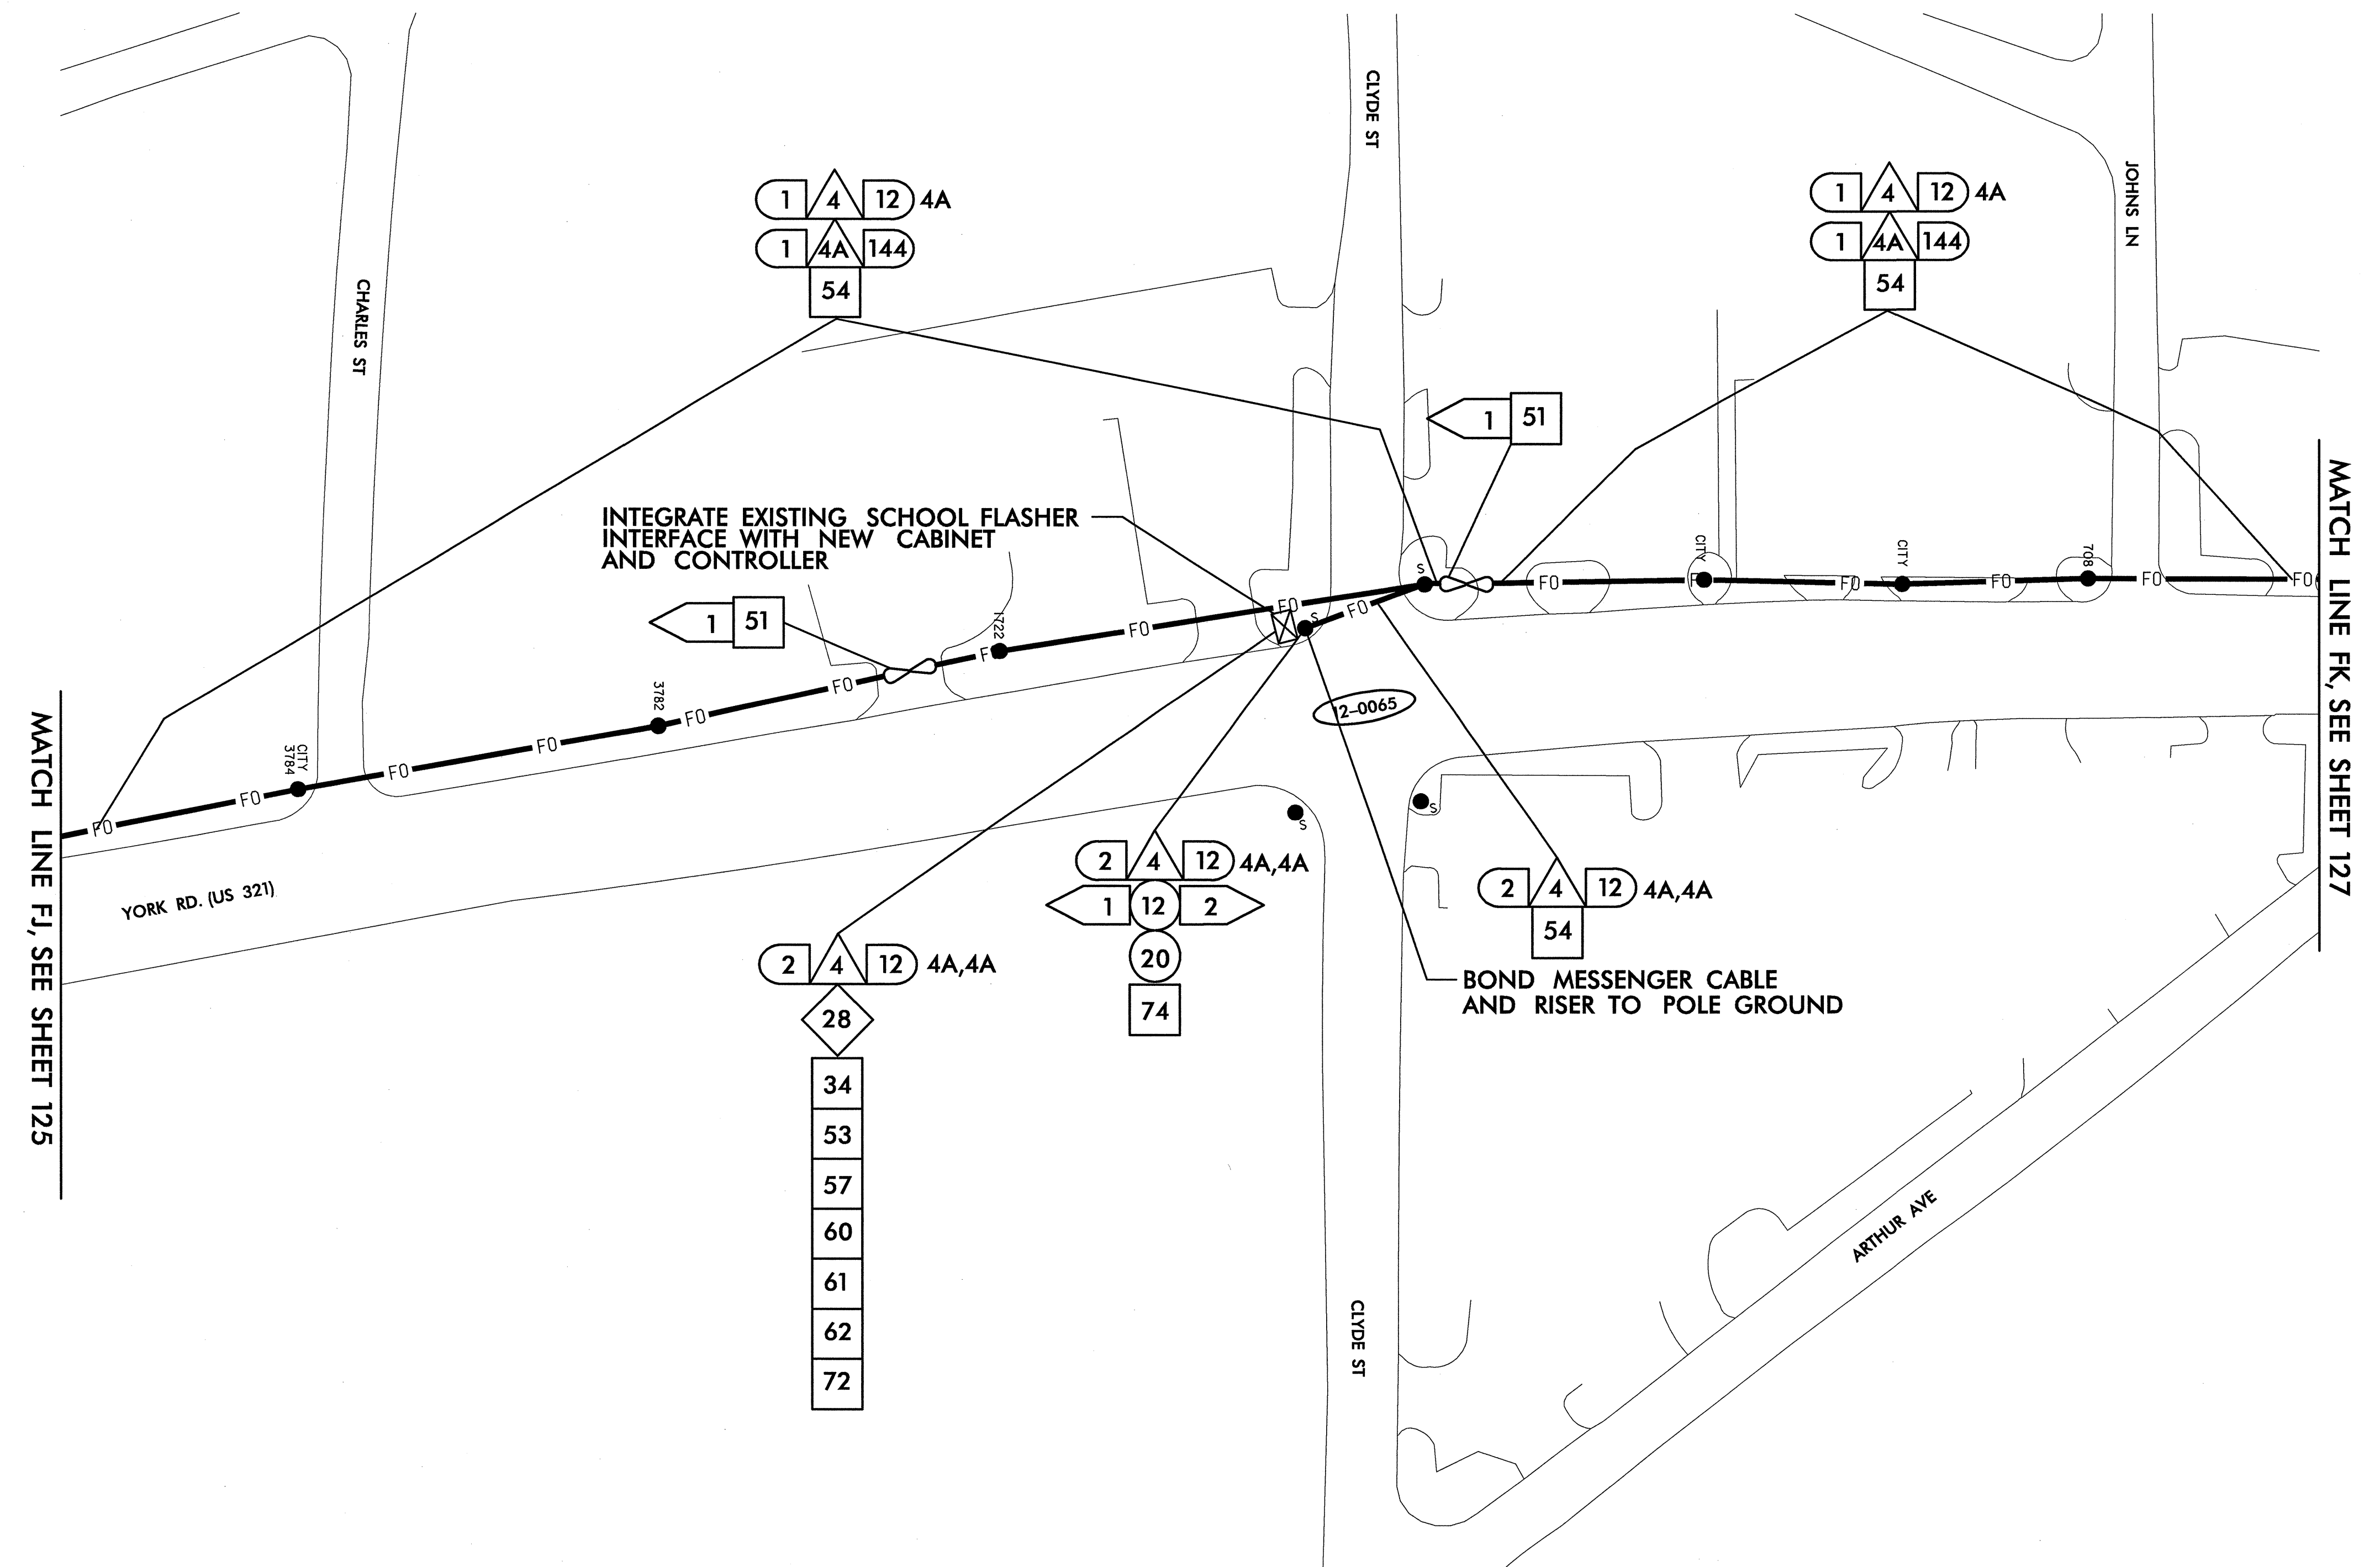 CLYDE ST
JOHNS LN
CHARLES ST
1 4 12 4A
1 4A 144
54
1 4 12 4A
1 4A 144
54
1 51
INTEGRATE EXISTING SCHOOL FLASHER
INTERFACE WITH NEW CABINET
AND CONTROLLER
1 51
MATCH LINE FJ, SEE SHEET 125
MATCH LINE FK, SEE SHEET 127
FO
CITY
3784
FO
FO
FO
3782
FO
FO
1722
FO
FO
S
FO
S
FO
CITY
CITY
FO
FO
708
FO
FO
12-0065
S
S
YORK RD. (US 321)
2 4 12 4A,4A
1 12 2
20
74
2 4 12 4A,4A
54
BOND MESSENGER CABLE
AND RISER TO POLE GROUND
2 4 12 4A,4A
28
34
53
57
60
61
62
72
CLYDE ST
ARTHUR AVE